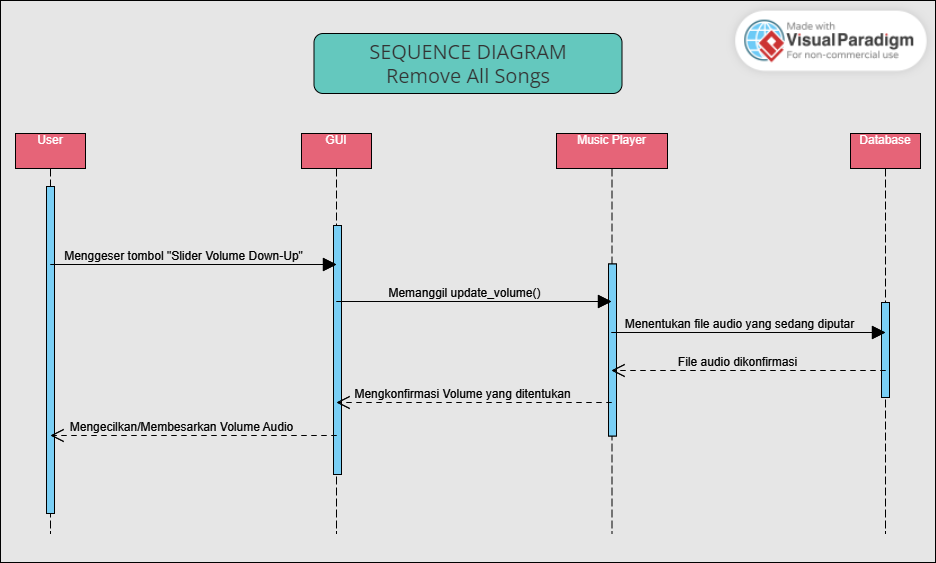 SEQUENCE DIAGRAM
Remove All Songs
Made with
Visual Paradigm
For non-commercial use
User
GUI
Music Player
Database
Menggeser tombol "Slider Volume Down-Up"
Memanggil update_volume()
Menentukan file audio yang sedang diputar
File audio dikonfirmasi
Mengkonfirmasi Volume yang ditentukan
Mengecilkan/Membesarkan Volume Audio